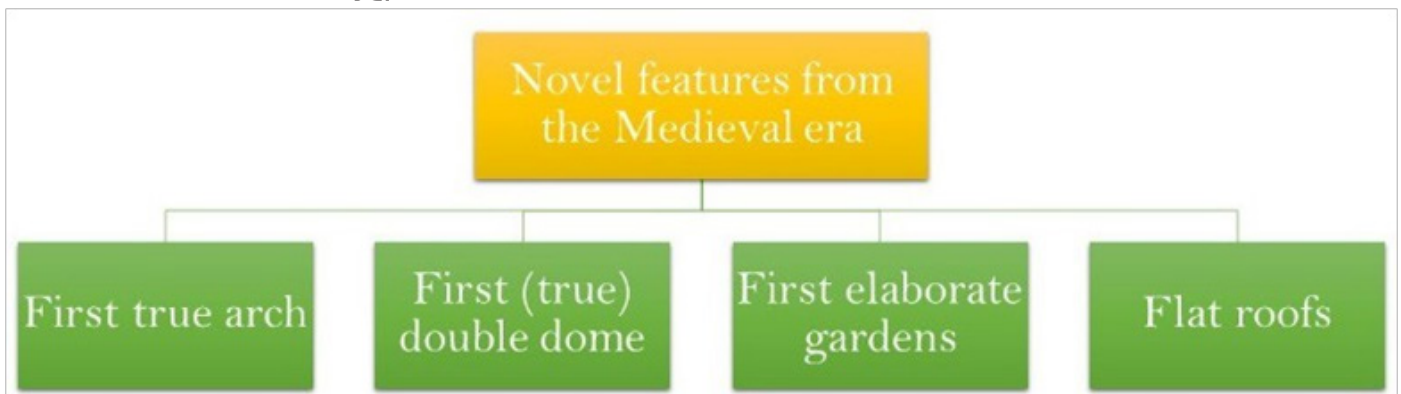 Novel features from
the Medieval era
First true arch
First (true)
double dome
First elaborate
gardens
Flat roofs